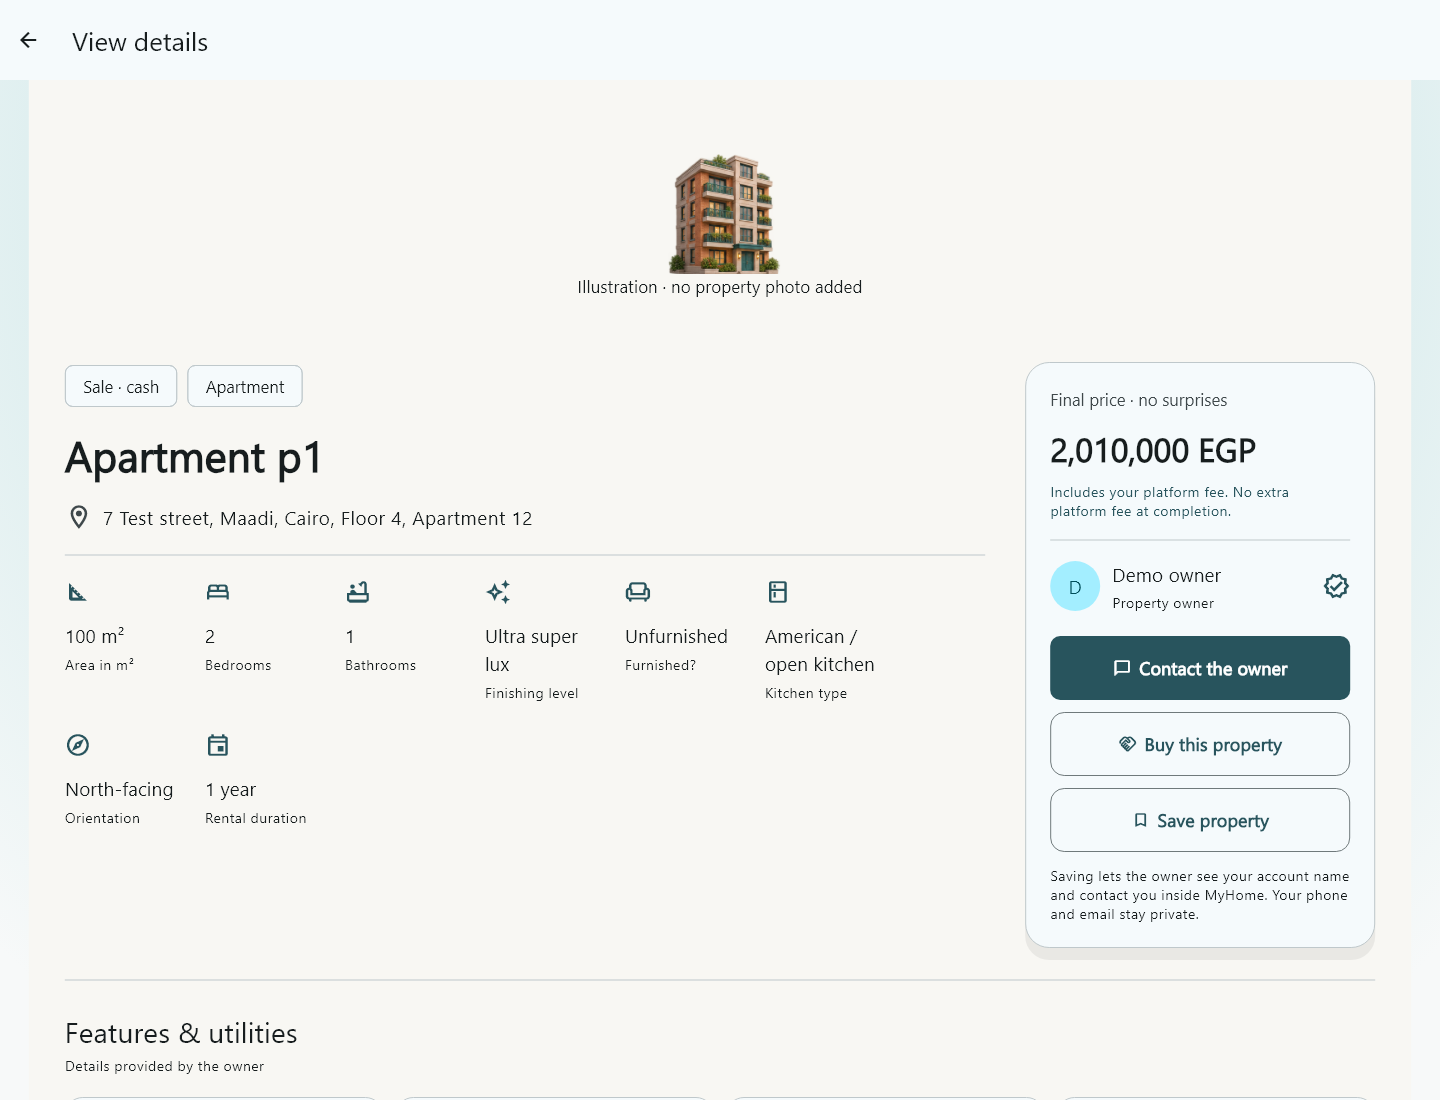 View details
Illustration · no property photo added
Sale · cash
Apartment
Apartment p1
7 Test street, Maadi, Cairo, Floor 4, Apartment 12
100 m²
Area in m²
2
Bedrooms
1
Bathrooms
Ultra super
lux
Finishing level
Unfurnished
Furnished?
American /
open kitchen
Kitchen type
North-facing
Orientation
1 year
Rental duration
Final price · no surprises
2,010,000 EGP
Includes your platform fee. No extra
platform fee at completion.
D
Demo owner
Property owner
Contact the owner
Buy this property
Save property
Saving lets the owner see your account name
and contact you inside MyHome. Your phone
and email stay private.
Features & utilities
Details provided by the owner